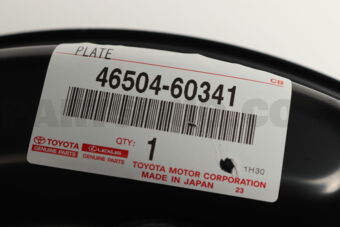 PLATE
CB
46504-60341
TOYOTA
GENUINE PARTS
LEXUS
GENUINE PARTS
QTY:
1
1H30
TOYOTA MOTOR CORPORATION
MADE IN JAPAN 23